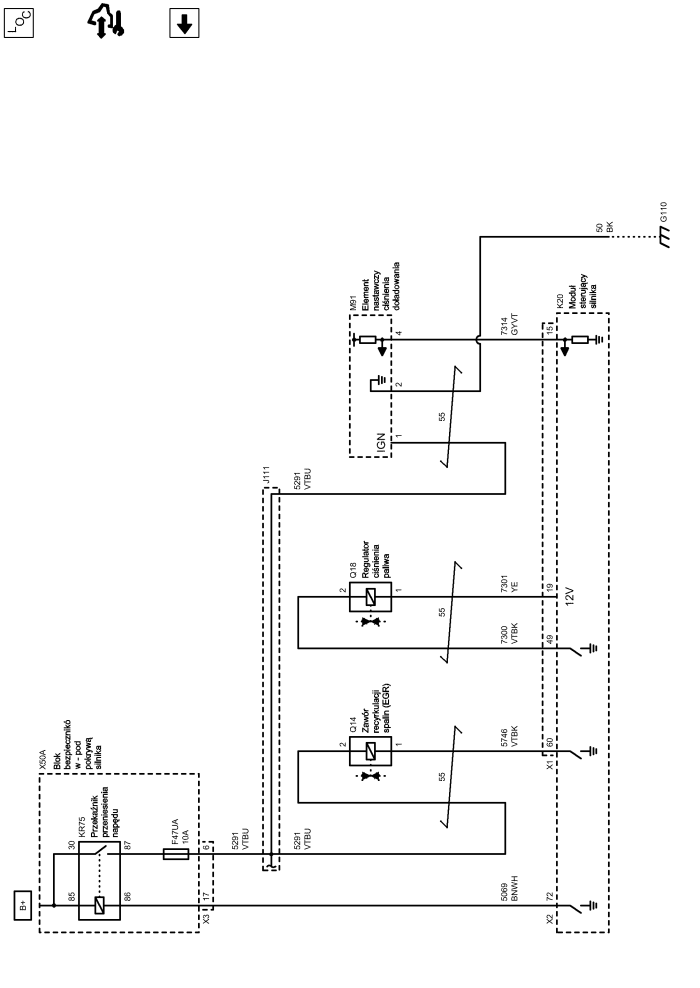 LOC
B+
X50A
Blok
bezpiecznikó
w - pod
pokrywą
silnika
85
30
KR75
Przekaźnik
przeniesienia
napędu
86
87
F47UA
10A
X3
17
6
5291
VTBU
J111
5291
VTBU
5291
VTBU
2
Q14
Zawór
recyrkulacji
spalin (EGR)
1
2
Q18
Regulator
ciśnienia
paliwa
1
M91
Element
nastawczy
ciśnienia
doładowania
IGN
1
2
4
55
55
55
5069
BNWH
5746
VTBK
7300
VTBK
7301
YE
7314
GYVT
50
BK
G110
X2
72
X1
60
49
19
15
12V
K20
Moduł
sterujący
silnika